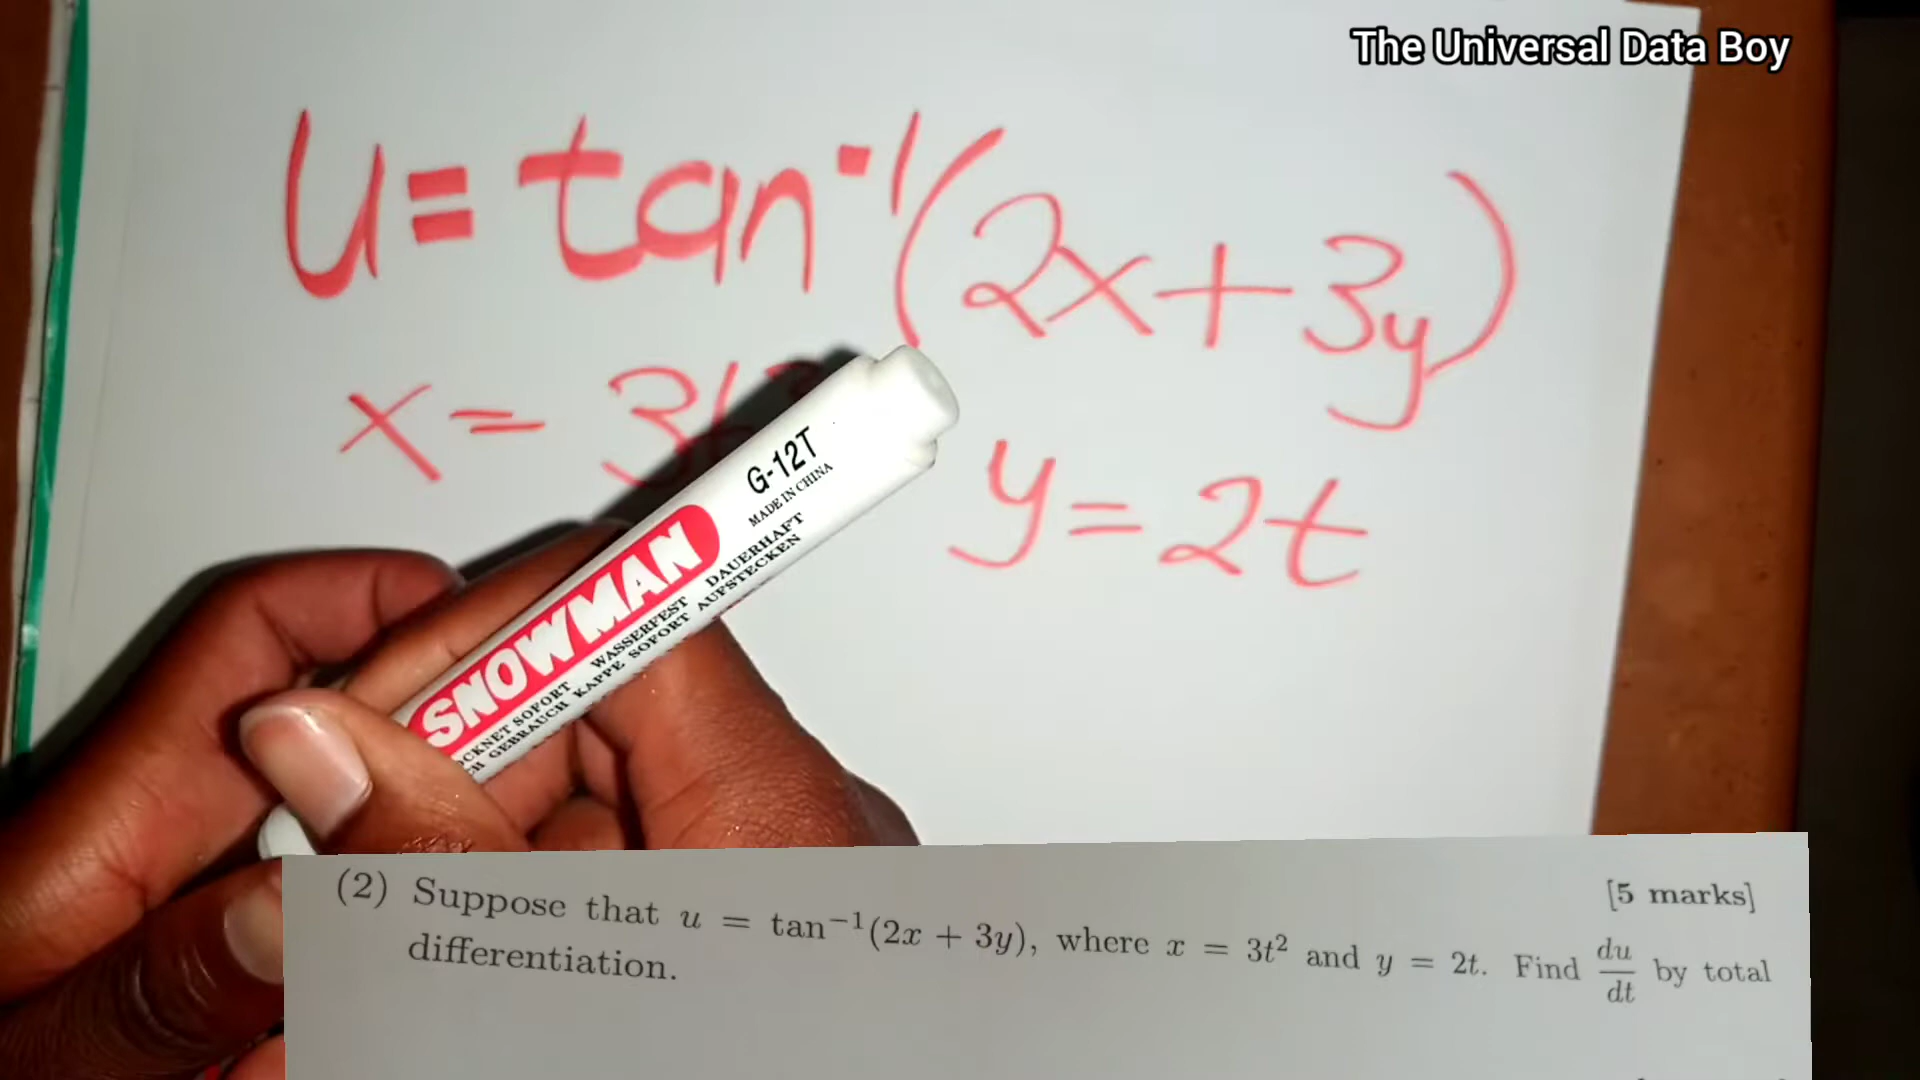 The Universal Data Boy
u = tan⁻¹(2x + 3y)
x = 3t
y = 2t
G-12T
MADE IN CHINA
SNOWMAN
WASSERFEST DAUERHAFT
SOFORT
GEBRAUCH KAPPE SOFORT AUFSTECKEN
[5 marks]
(2) Suppose that u = tan⁻¹(2x + 3y), where x = 3t² and y = 2t. Find du/dt by total
differentiation.